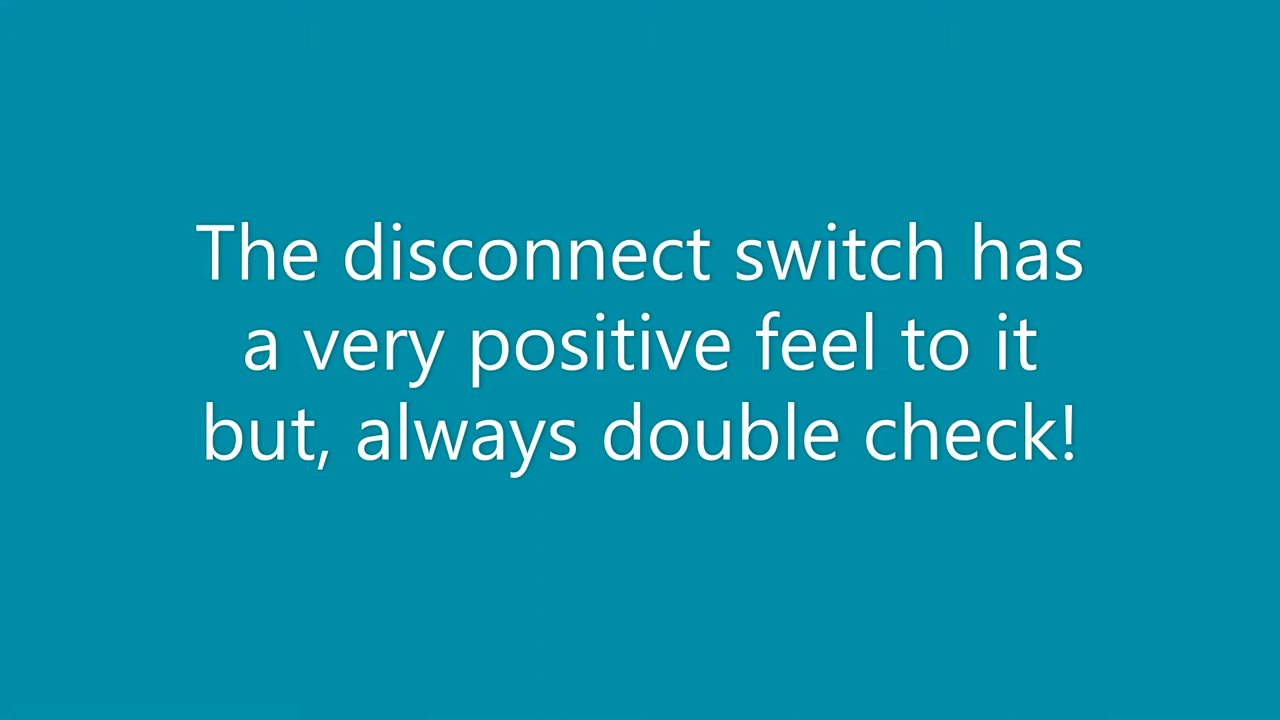 The disconnect switch has
a very positive feel to it
but, always double check!